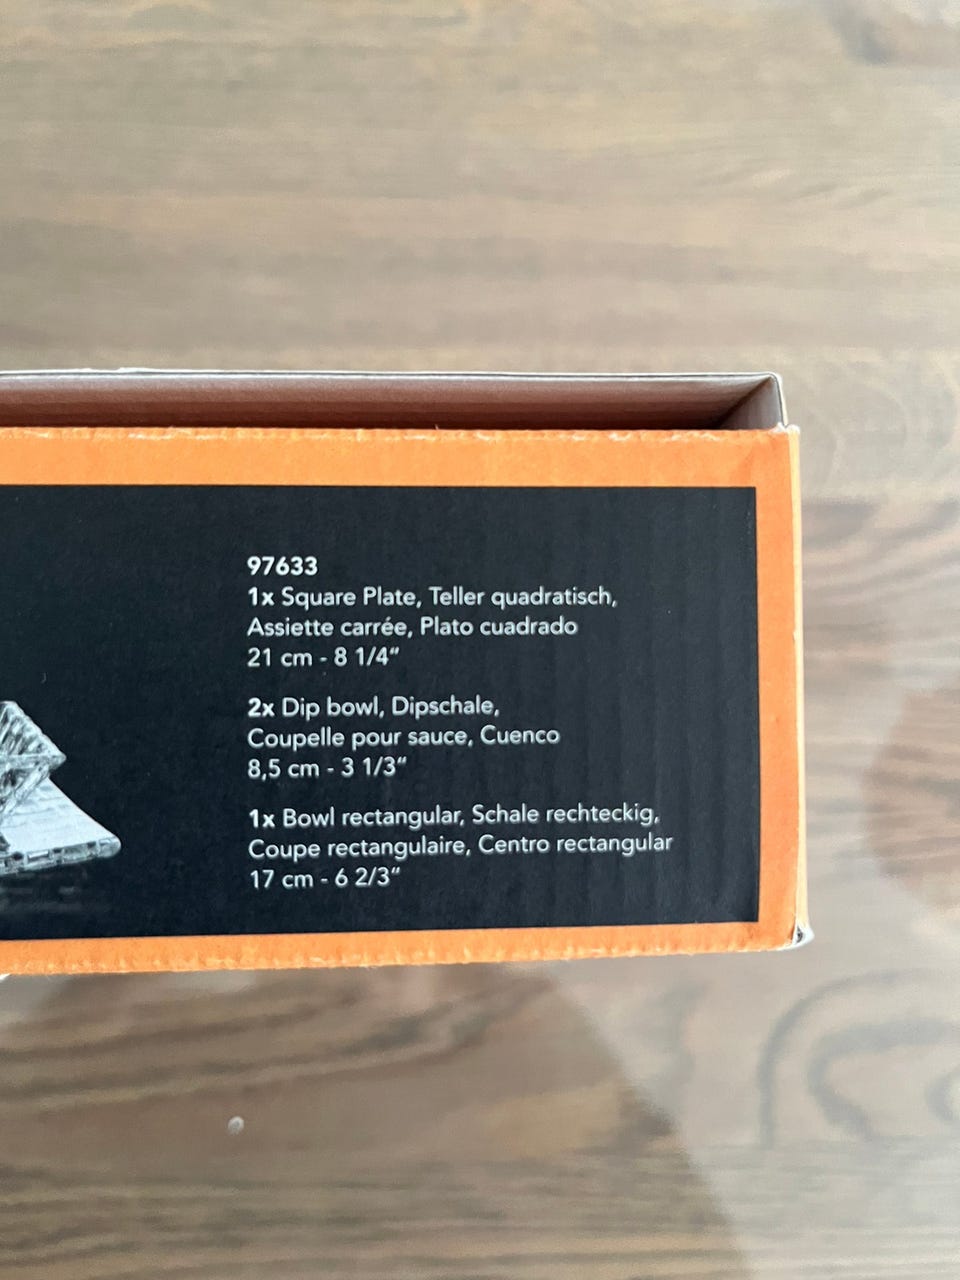 97633
1x Square Plate, Teller quadratisch,
Assiette carrée, Plato cuadrado
21 cm - 8 1/4“
2x Dip bowl, Dipschale,
Coupelle pour sauce, Cuenco
8,5 cm - 3 1/3“
1x Bowl rectangular, Schale rechteckig,
Coupe rectangulaire, Centro rectangular
17 cm - 6 2/3“